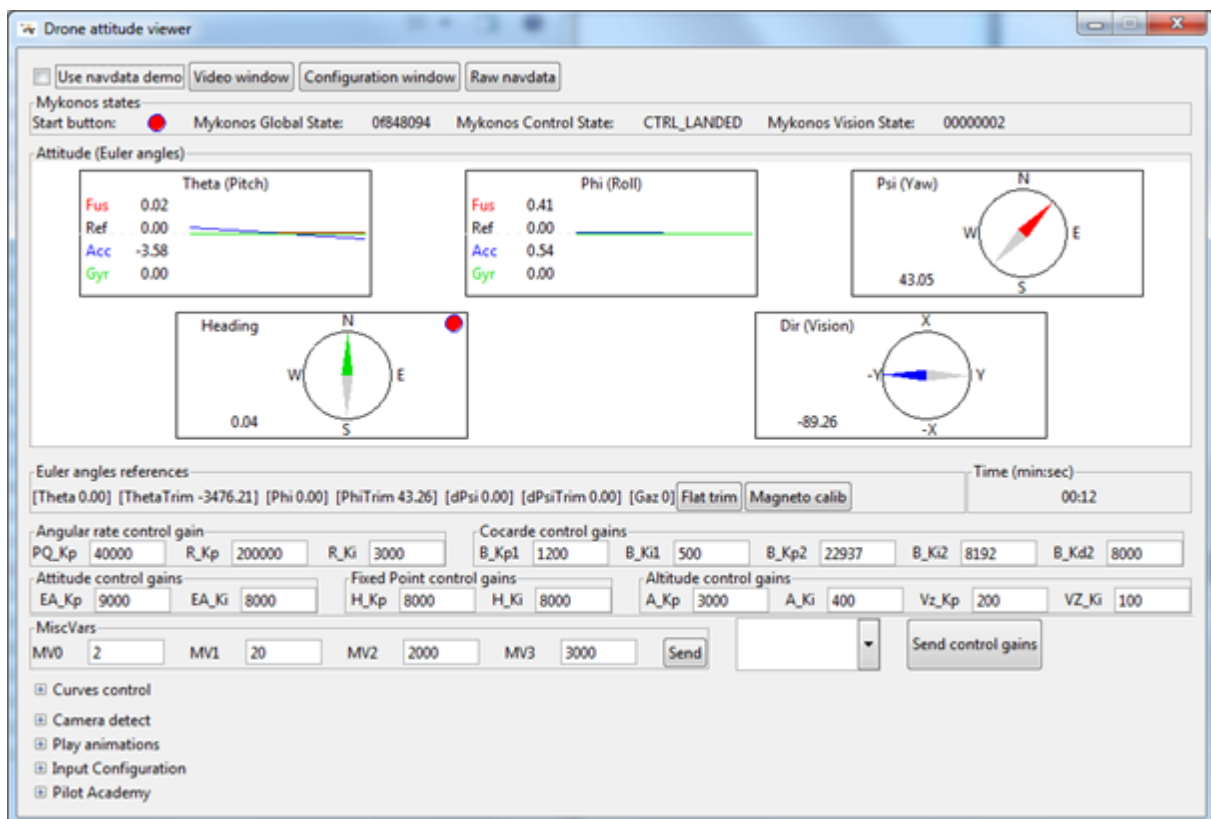 Drone attitude viewer
Use navdata demo Video window Configuration window Raw navdata
Mykonos states
Start button: Mykonos Global State: 0f848094 Mykonos Control State: CTRL_LANDED Mykonos Vision State: 00000002
Attitude (Euler angles)
Theta (Pitch)
Fus 0.02
Ref 0.00
Acc -3.58
Gyr 0.00
Phi (Roll)
Fus 0.41
Ref 0.00
Acc 0.54
Gyr 0.00
Psi (Yaw)
N
W E
S
43.05
Heading
N
W E
S
0.04
Dir (Vision)
X
-Y Y
-X
-89.26
Euler angles references
[Theta 0.00] [ThetaTrim -3476.21] [Phi 0.00] [PhiTrim 43.26] [dPsi 0.00] [dPsiTrim 0.00] [Gaz 0] Flat trim Magneto calib
Time (min:sec)
00:12
Angular rate control gain
PQ_Kp 40000 R_Kp 200000 R_Ki 3000
Cocarde control gains
B_Kp1 1200 B_Ki1 500 B_Kp2 22937 B_Ki2 8192 B_Kd2 8000
Attitude control gains
EA_Kp 9000 EA_Ki 8000
Fixed Point control gains
H_Kp 8000 H_Ki 8000
Altitude control gains
A_Kp 3000 A_Ki 400 Vz_Kp 200 VZ_Ki 100
MiscVars
MV0 2 MV1 20 MV2 2000 MV3 3000 Send
Send control gains
Curves control
Camera detect
Play animations
Input Configuration
Pilot Academy